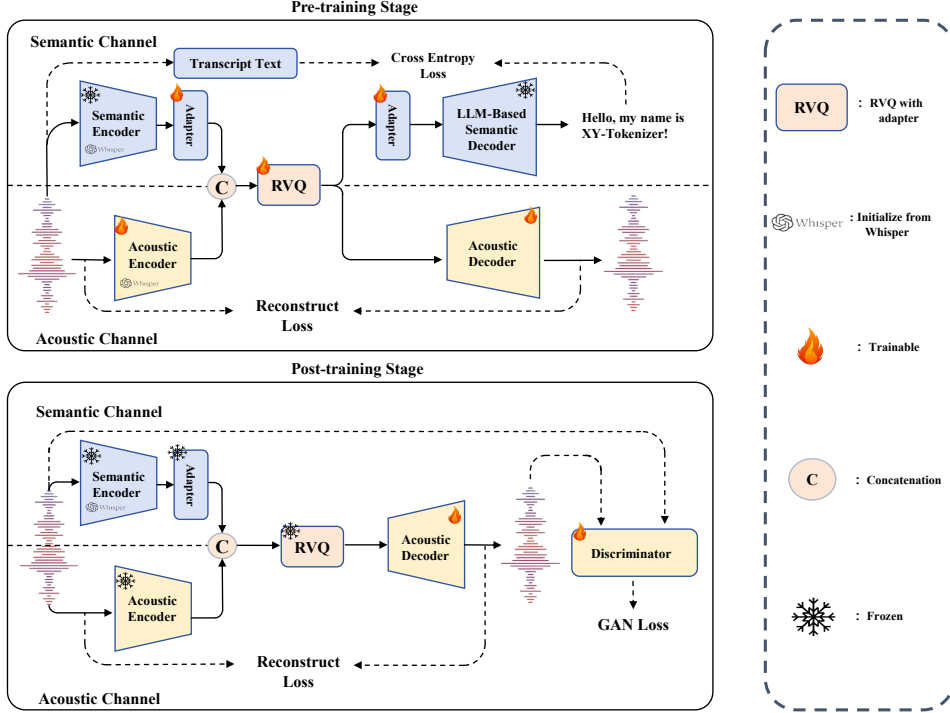 Pre-training Stage
Semantic Channel
Transcript Text
Cross Entropy
Loss
Semantic
Encoder
Whisper
Adapter
Adapter
LLM-Based
Semantic
Decoder
Hello, my name is
XY-Tokenizer!
C
RVQ
Acoustic
Encoder
Whisper
Acoustic
Decoder
Reconstruct
Loss
Acoustic Channel
Post-training Stage
Semantic Channel
Semantic
Encoder
Whisper
Adapter
C
RVQ
Acoustic
Decoder
Discriminator
Acoustic
Encoder
GAN Loss
Reconstruct
Loss
Acoustic Channel
RVQ
: RVQ with
adapter
Whisper
: Initialize from
Whisper
: Trainable
C
: Concatenation
: Frozen